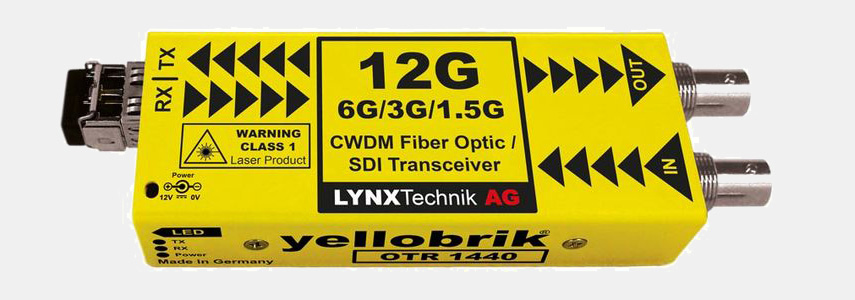 RX | TX
12G
6G/3G/1.5G
CWDM Fiber Optic /
SDI Transceiver
LYNXTechnik AG
OUT
IN
WARNING
CLASS 1
Laser Product
Power
12V 0V
LED
TX
RX
Power
Made in Germany
yellobrik®
OTR 1440